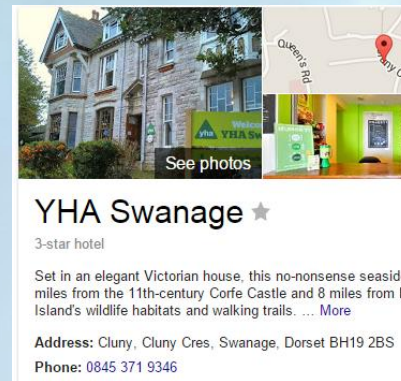 Queen's Rd
Welco
yha YHA Sw
See photos
YHA Swanage
3-star hotel
Set in an elegant Victorian house, this no-nonsense seasid
miles from the 11th-century Corfe Castle and 8 miles from
Island's wildlife habitats and walking trails. ... More
Address: Cluny, Cluny Cres, Swanage, Dorset BH19 2BS
Phone: 0845 371 9346